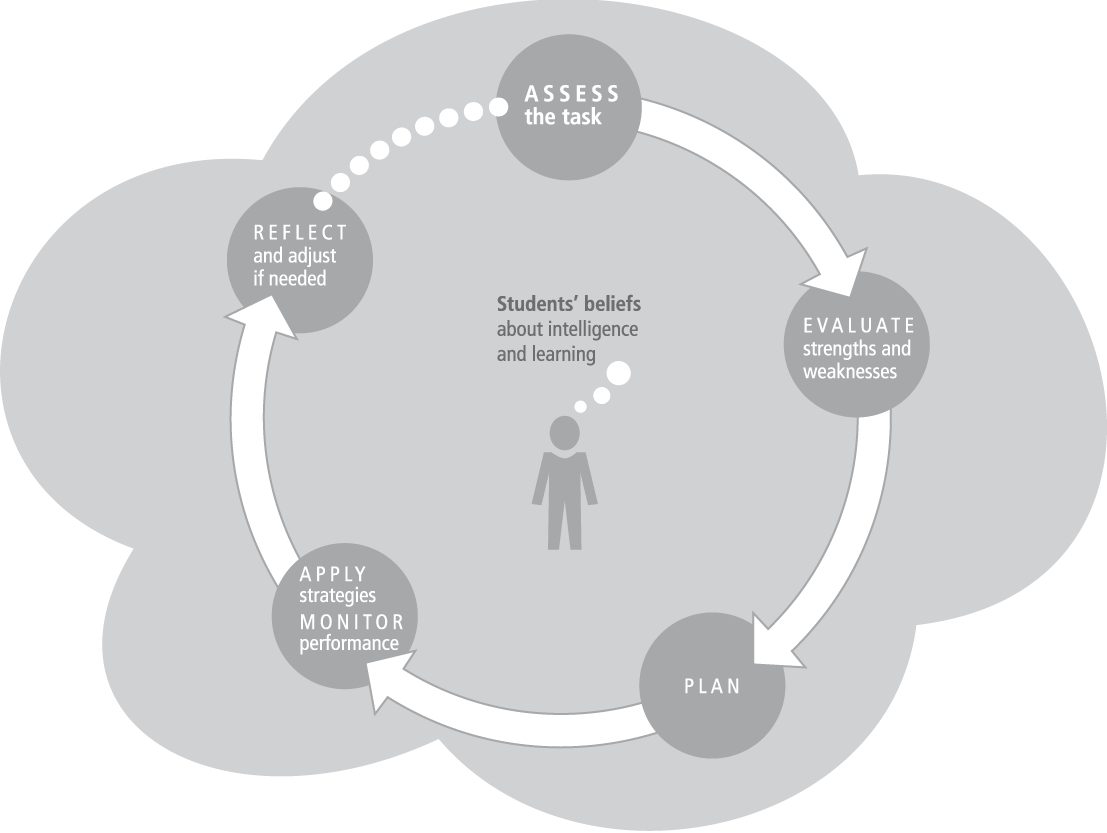 ASSESS
the task
EVALUATE
strengths and
weaknesses
PLAN
APPLY
strategies
MONITOR
performance
REFLECT
and adjust
if needed
Students’ beliefs
about intelligence
and learning